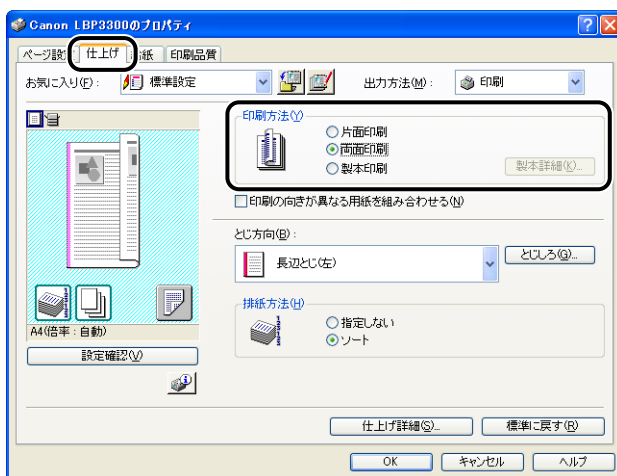 Canon LBP3300のプロパティ
ページ設定 仕上げ 給紙 印刷品質
お気に入り(F): 標準設定 出力方法(M): 印刷
印刷方法(Y)
片面印刷
両面印刷
製本印刷 製本詳細(K)...
印刷の向きが異なる用紙を組み合わせる(N)
とじ方向(B):
長辺とじ(左) とじしろ(G)...
排紙方法(H)
指定しない
ソート
A4(倍率:自動)
設定確認(V)
仕上げ詳細(S)... 標準に戻す(R)
OK キャンセル ヘルプ